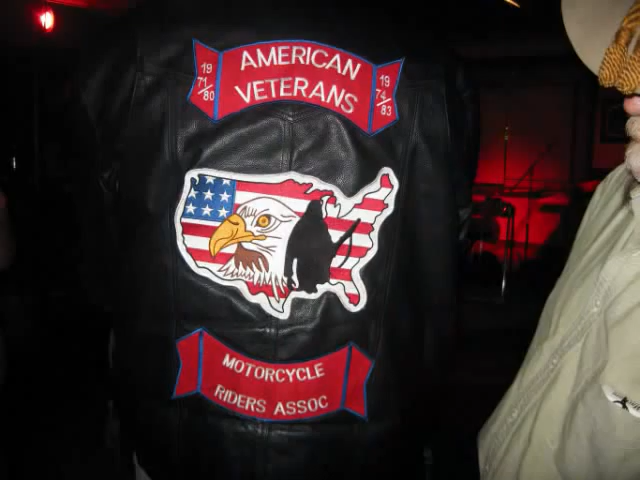 AMERICAN
VETERANS
19
71/80
19
74/83
MOTORCYCLE
RIDERS ASSOC